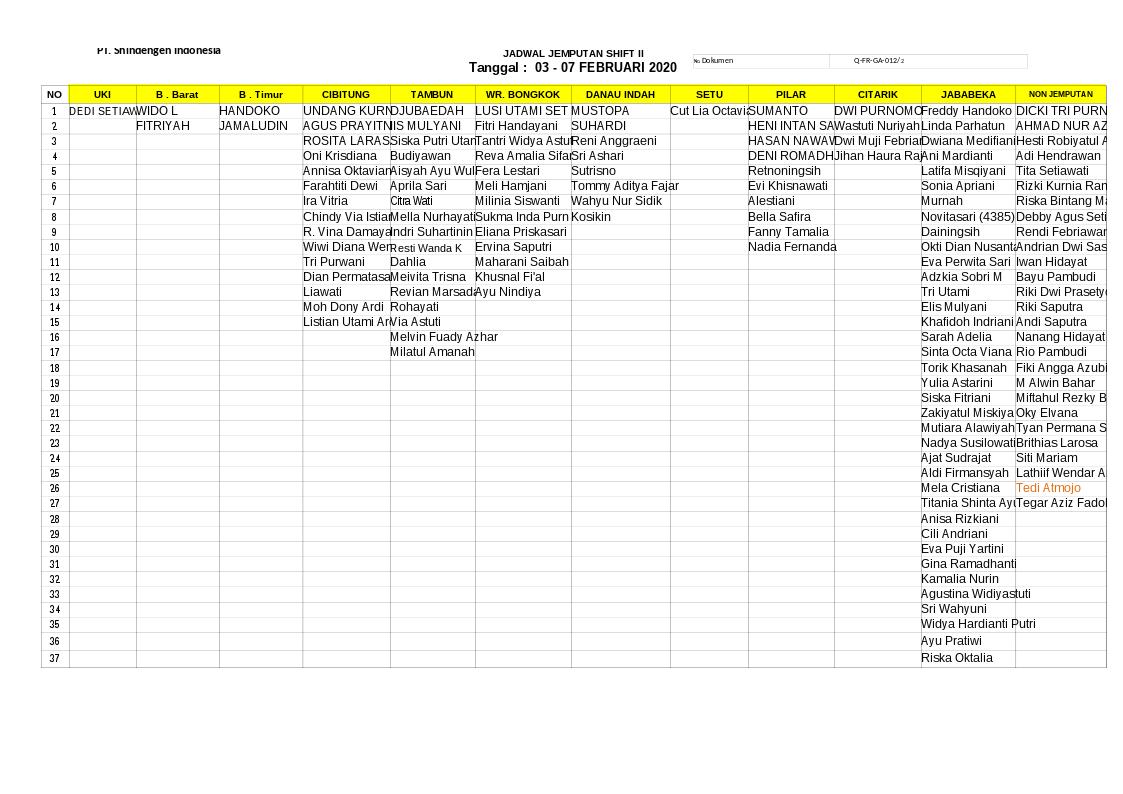 PT. Shindengen Indonesia
JADWAL JEMPUTAN SHIFT II
Tanggal : 03 - 07 FEBRUARI 2020
No Dokumen Q-FR-GA-012/2
NO UKI B . Barat B . Timur CIBITUNG TAMBUN WR. BONGKOK DANAU INDAH SETU PILAR CITARIK JABABEKA NON JEMPUTAN
1 DEDI SETIAW WIDO L HANDOKO UNDANG KURN DJUBAEDAH LUSI UTAMI SET MUSTOPA Cut Lia Octavia SUMANTO DWI PURNOMO Freddy Handoko DICKI TRI PURN
2 FITRIYAH JAMALUDIN AGUS PRAYITN IIS MULYANI Fitri Handayani SUHARDI HENI INTAN SA Wastuti Nuriyah Linda Parhatun AHMAD NUR AZ
3 ROSITA LARAS Siska Putri Utam Tantri Widya Astut Reni Anggraeni HASAN NAWAW Dwi Muji Febrian Dwiana Medifiani Hesti Robiyatul A
4 Oni Krisdiana Budiyawan Reva Amalia Sifar Sri Ashari DENI ROMADH Jihan Haura Raj Ani Mardianti Adi Hendrawan
5 Annisa Oktavian Aisyah Ayu Wul Fera Lestari Sutrisno Retnoningsih Latifa Misqiyani Tita Setiawati
6 Farahtiti Dewi Aprila Sari Meli Hamjani Tommy Aditya Fajar Evi Khisnawati Sonia Apriani Rizki Kurnia Ran
7 Ira Vitria Citra Wati Milinia Siswanti Wahyu Nur Sidik Alestiani Murnah Riska Bintang Ma
8 Chindy Via Istian Mella Nurhayati Sukma Inda Purn Kosikin Bella Safira Novitasari (4385) Debby Agus Seti
9 R. Vina Damaya Indri Suhartinin Eliana Priskasari Fanny Tamalia Dainingsih Rendi Febriawan
10 Wiwi Diana Wen Resti Wanda K Ervina Saputri Nadia Fernanda Okti Dian Nusanta Andrian Dwi Sas
11 Tri Purwani Dahlia Maharani Saibah Eva Perwita Sari Iwan Hidayat
12 Dian Permatasa Meivita Trisna Khusnal Fi'al Adzkia Sobri M Bayu Pambudi
13 Liawati Revian Marsada Ayu Nindiya Tri Utami Riki Dwi Prasetyo
14 Moh Dony Ardi Rohayati Elis Mulyani Riki Saputra
15 Listian Utami Ar Via Astuti Khafidoh Indriani Andi Saputra
16 Melvin Fuady Azhar Sarah Adelia Nanang Hidayat
17 Milatul Amanah Sinta Octa Viana Rio Pambudi
18 Torik Khasanah Fiki Angga Azubi
19 Yulia Astarini M Alwin Bahar
20 Siska Fitriani Miftahul Rezky B
21 Zakiyatul Miskiya Oky Elvana
22 Mutiara Alawiyah Tyan Permana S
23 Nadya Susilowati Brithias Larosa
24 Ajat Sudrajat Siti Mariam
25 Aldi Firmansyah Lathiif Wendar A
26 Mela Cristiana Tedi Atmojo
27 Titania Shinta Ayu Tegar Aziz Fadol
28 Anisa Rizkiani
29 Cili Andriani
30 Eva Puji Yartini
31 Gina Ramadhanti
32 Kamalia Nurin
33 Agustina Widiyastuti
34 Sri Wahyuni
35 Widya Hardianti Putri
36 Ayu Pratiwi
37 Riska Oktalia